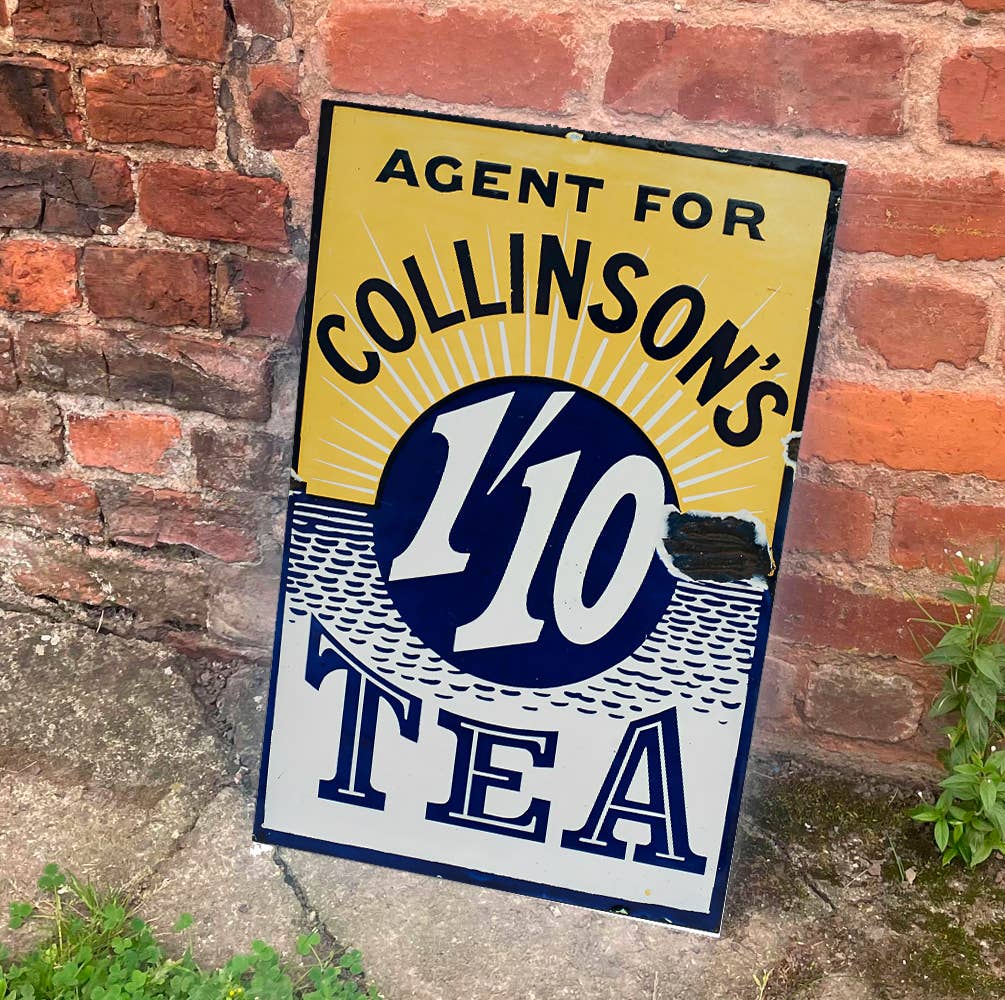 AGENT FOR
COLLINSON'S
1'10
TEA